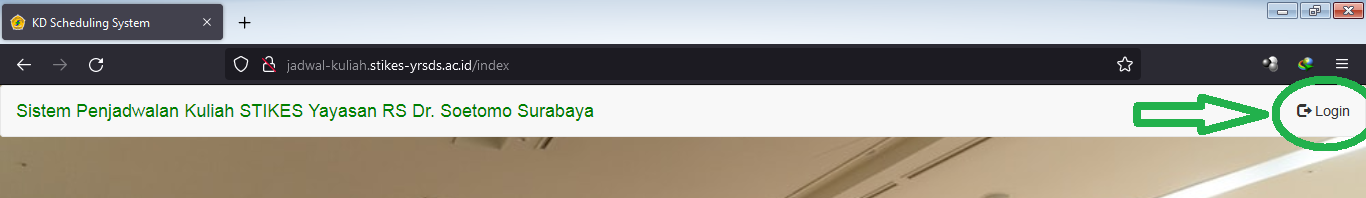 KD Scheduling System
jadwal-kuliah.stikes-yrsds.ac.id/index
Sistem Penjadwalan Kuliah STIKES Yayasan RS Dr. Soetomo Surabaya
Login